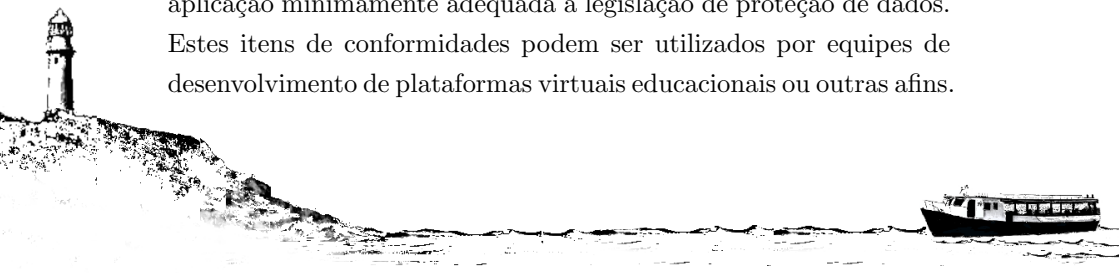 aplicação minimamente adequada à legislação de proteção de dados.
Estes itens de conformidades podem ser utilizados por equipes de
desenvolvimento de plataformas virtuais educacionais ou outras afins.